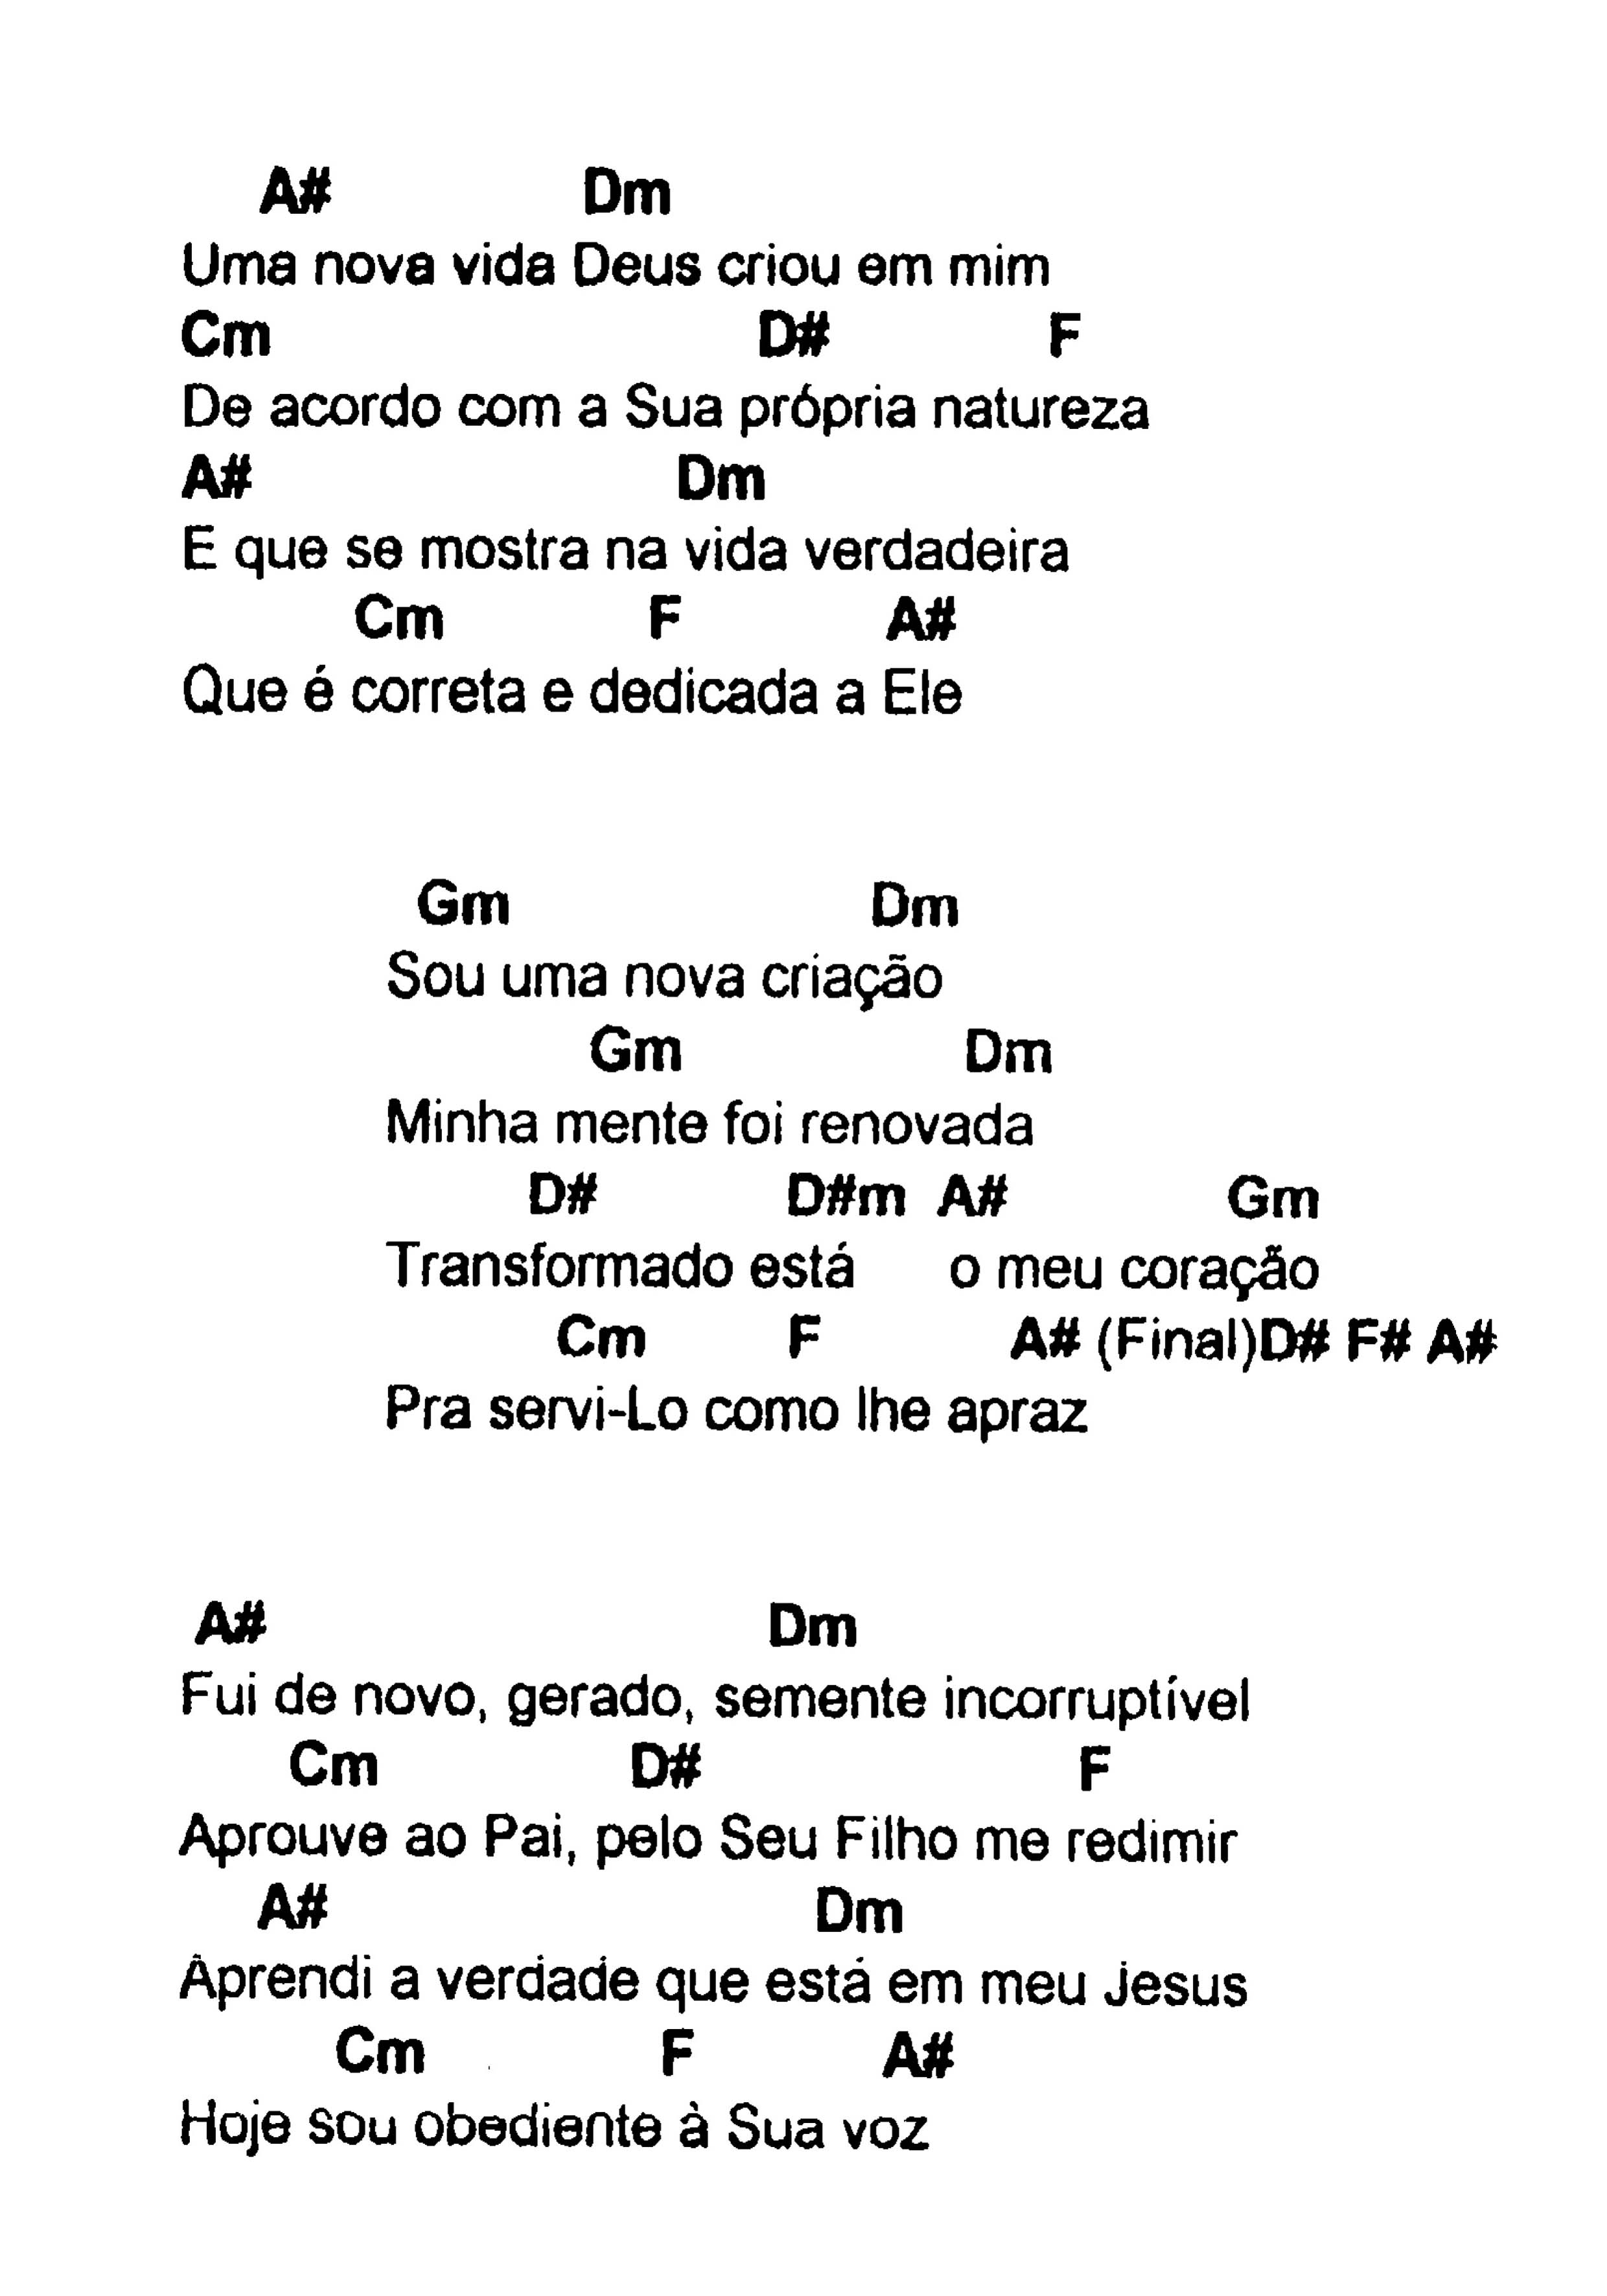 A# Dm
Uma nova vida Deus criou em mim
Cm D# F
De acordo com a Sua própria natureza
A# Dm
E que se mostra na vida verdadeira
Cm F A#
Que é correta e dedicada a Ele
Gm Dm
Sou uma nova criação
Gm Dm
Minha mente foi renovada
D# D#m A# Gm
Transformado está o meu coração
Cm F A# (Final)D# F# A#
Pra servi-Lo como lhe apraz
A# Dm
Fui de novo, gerado, semente incorruptível
Cm D# F
Aprouve ao Pai, pelo Seu Filho me redimir
A# Dm
Aprendi a verdade que está em meu Jesus
Cm F A#
Hoje sou obediente à Sua voz